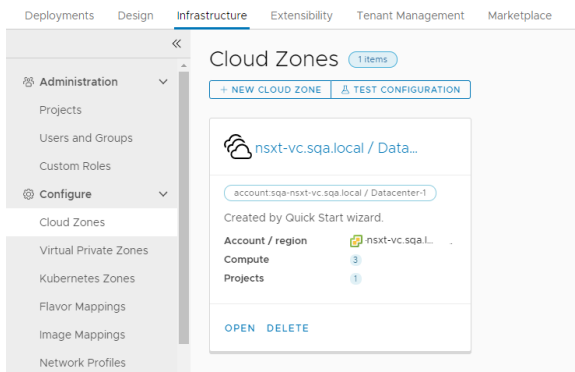 Deployments Design Infrastructure Extensibility Tenant Management Marketplace
Administration
Projects
Users and Groups
Custom Roles
Configure
Cloud Zones
Virtual Private Zones
Kubernetes Zones
Flavor Mappings
Image Mappings
Network Profiles
Cloud Zones 1 items
+ NEW CLOUD ZONE TEST CONFIGURATION
nsxt-vc.sqa.local / Data...
account:sqa-nsxt-vc.sqa.local / Datacenter-1
Created by Quick Start wizard.
Account / region -nsxt-vc.sqa.l... .
Compute 3
Projects 1
OPEN DELETE